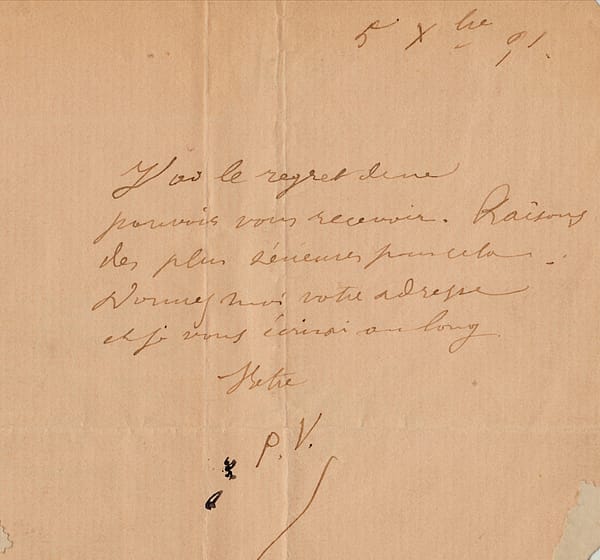 5 Xbre 91.
J'ai le regret de ne
pouvoir vous recevoir. Raisons
des plus sérieuses pour cela.
Donnez moi votre adresse
et je vous écrirai au long
Votre
P. V.